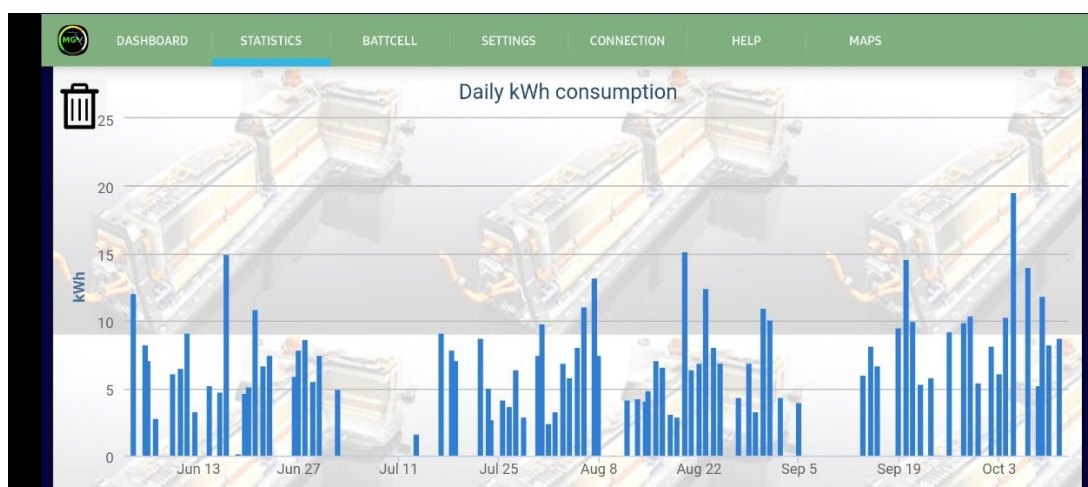 MGV DASHBOARD STATISTICS BATTCELL SETTINGS CONNECTION HELP MAPS
Daily kWh consumption
25
20
15
10
5
0
kWh
Jun 13 Jun 27 Jul 11 Jul 25 Aug 8 Aug 22 Sep 5 Sep 19 Oct 3